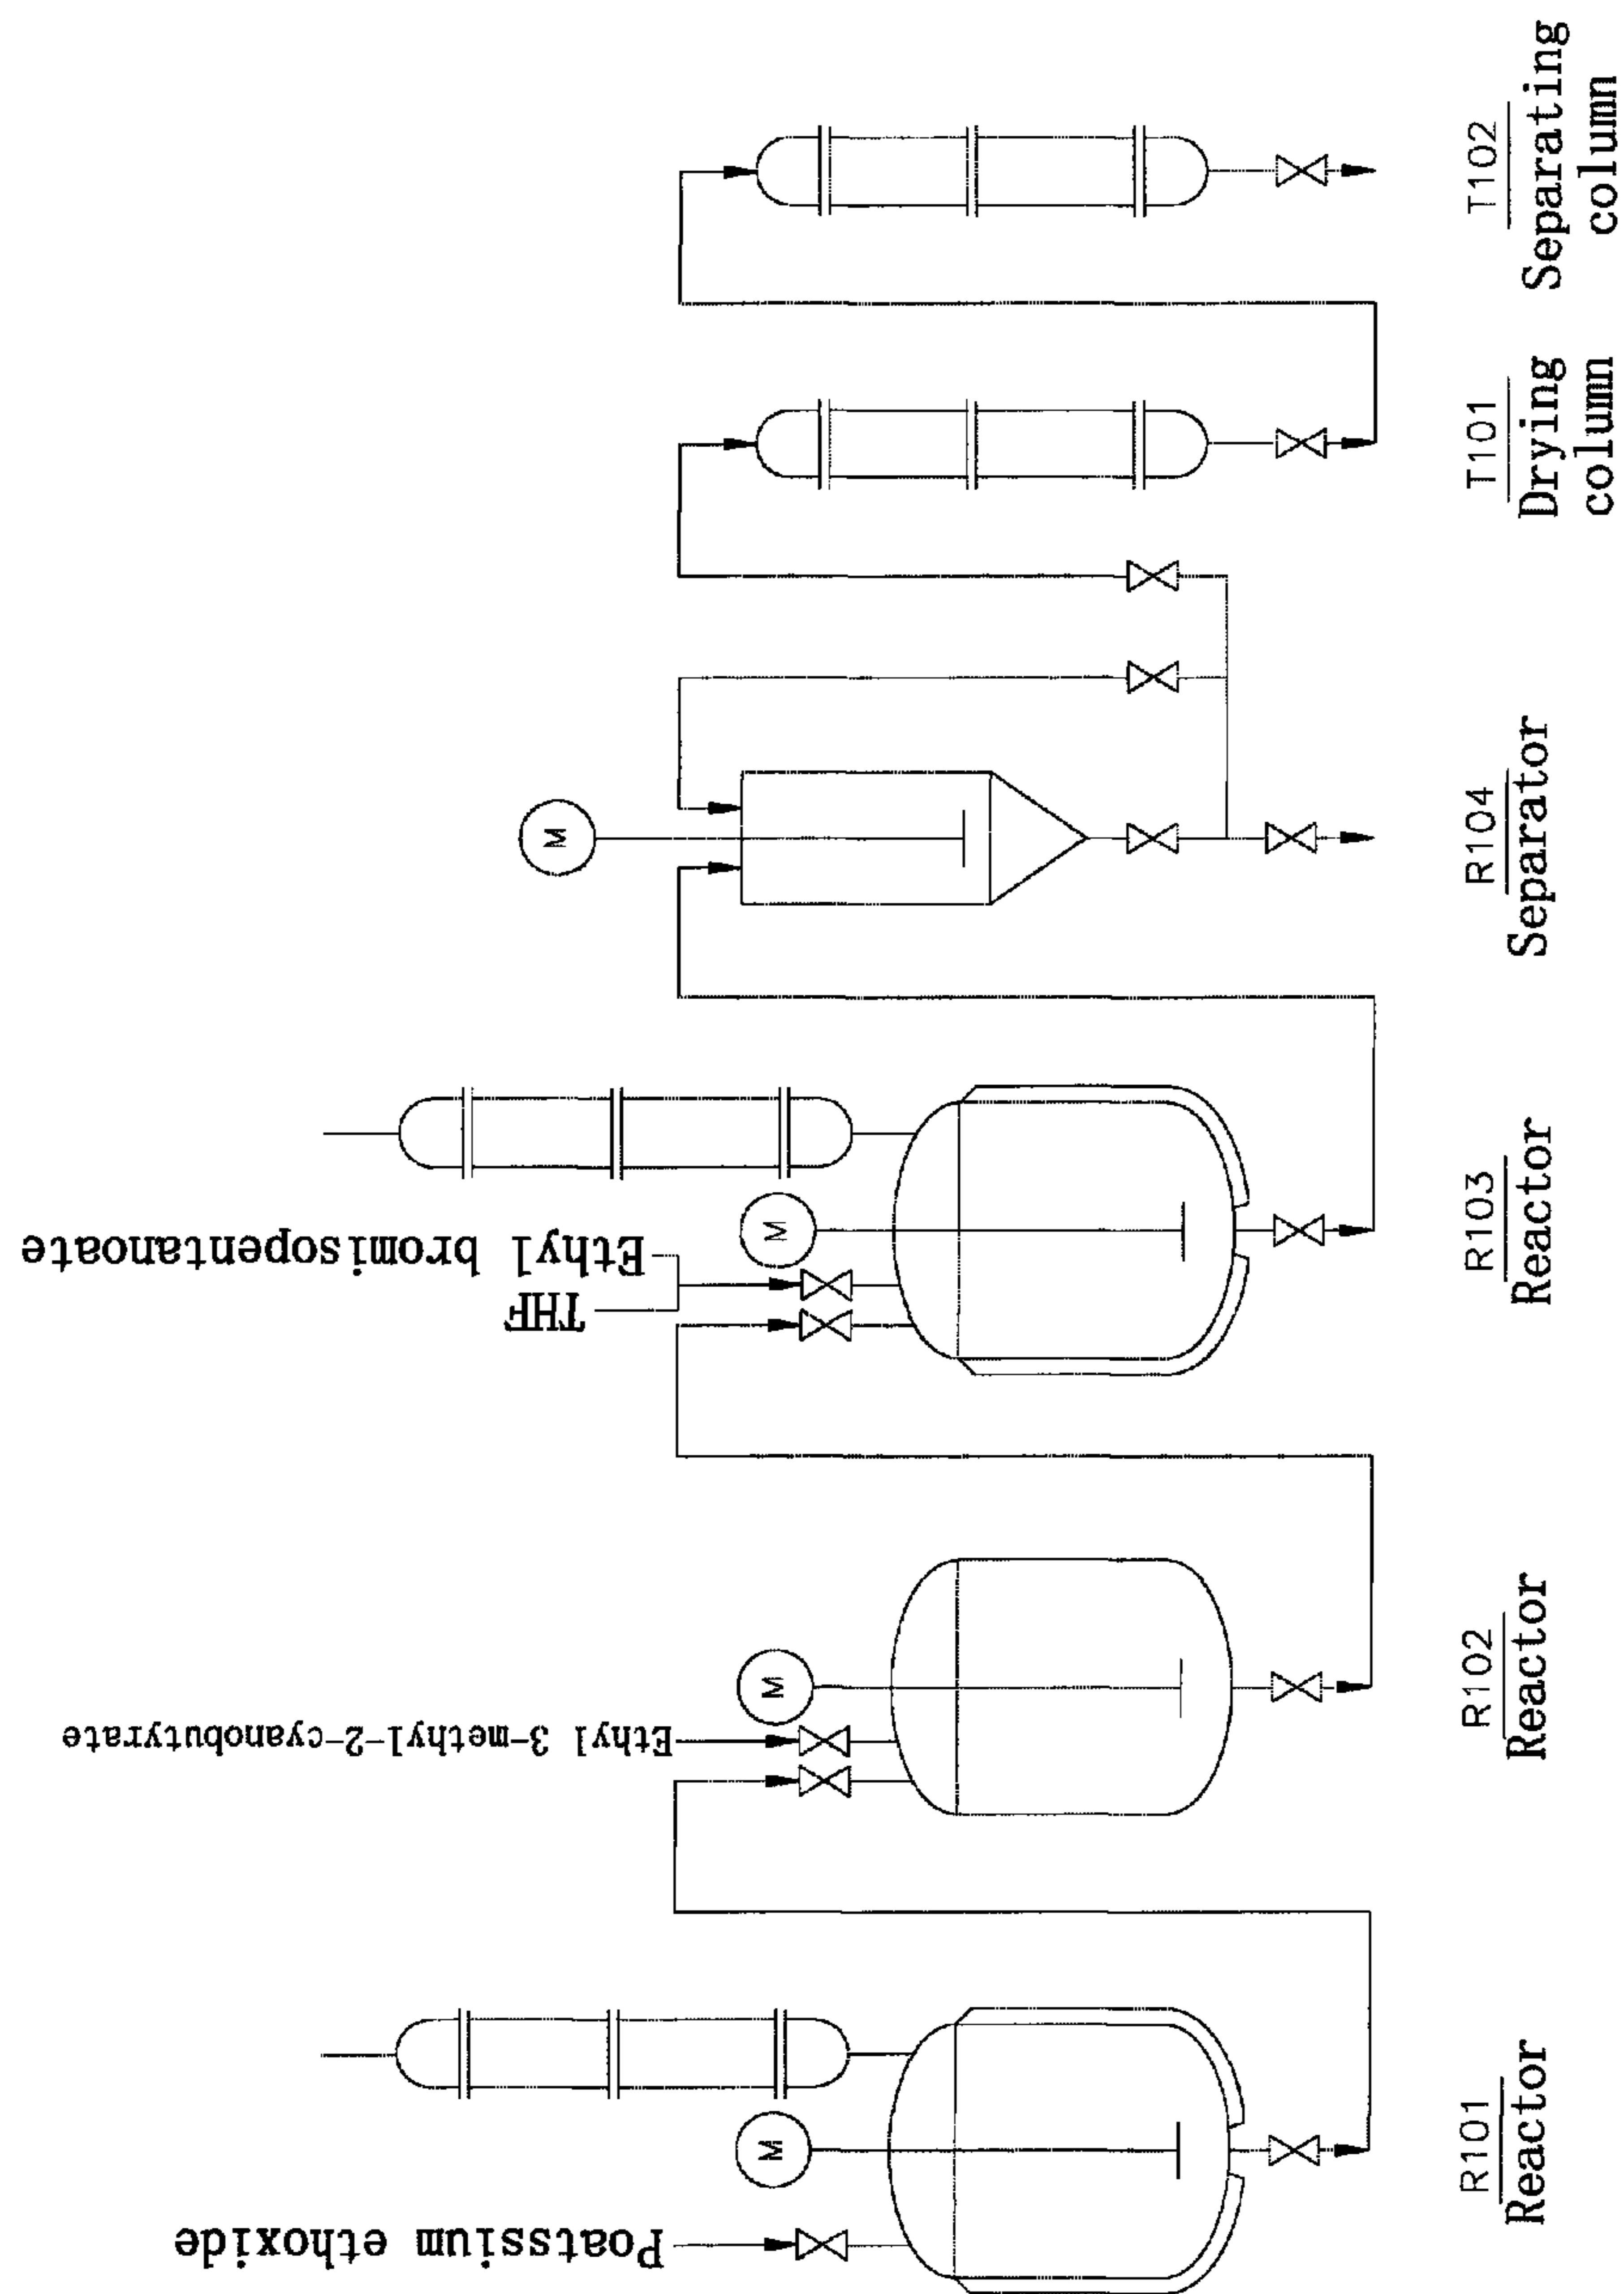 Poatssium ethoxide
M
R101
Reactor
Ethyl 3-methyl-2-cyanobutyrate
M
R102
Reactor
Ethyl bromisopentanoate
THF
M
R103
Reactor
M
R104
Separator
T101
Drying
column
T102
Separating
column